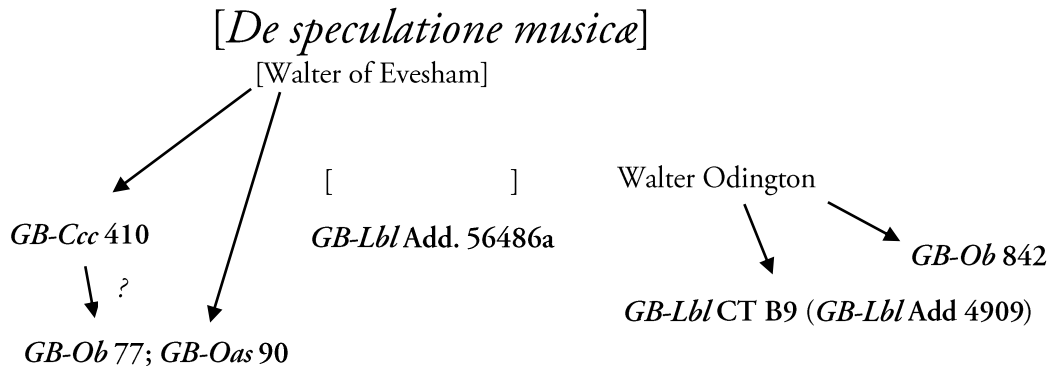 [De speculatione musicæ]
[Walter of Evesham]
[ ]
Walter Odington
GB-Ccc 410
GB-Lbl Add. 56486a
GB-Ob 842
?
GB-Lbl CT B9 (GB-Lbl Add 4909)
GB-Ob 77; GB-Oas 90